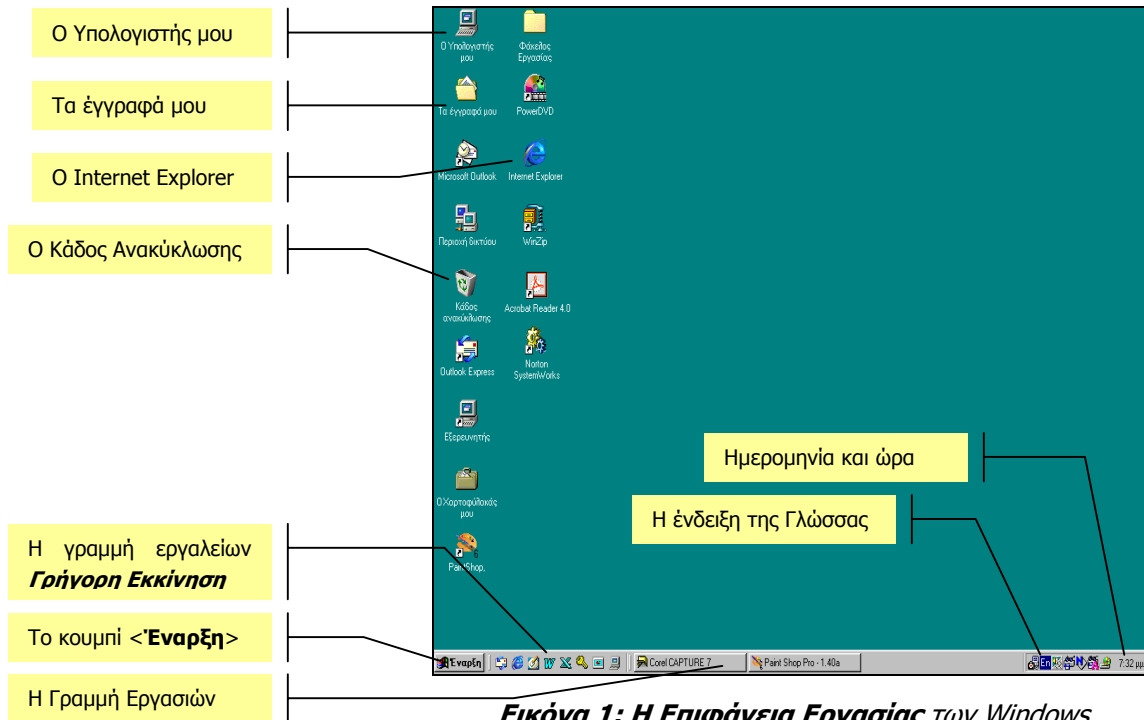 Ο Υπολογιστής μου
Τα έγγραφά μου
Ο Internet Explorer
Ο Κάδος Ανακύκλωσης
Η γραμμή εργαλείων
Γρήγορη Εκκίνηση
Το κουμπί <Έναρξη>
Η Γραμμή Εργασιών
Ο Υπολογιστής
μου
Φάκελος
Εργασίας
Τα έγγραφά μου
PowerDVD
Microsoft Outlook
Internet Explorer
Περιοχή δικτύου
WinZip
Κάδος
ανακύκλωσης
Acrobat Reader 4.0
Outlook Express
Norton
SystemWorks
Εξερευνητής
Ο Χαρτοφύλακάς
μου
PaintShop,
Ημερομηνία και ώρα
Η ένδειξη της Γλώσσας
Έναρξη
Corel CAPTURE 7
Paint Shop Pro - 1.40a
En
7:32 μμ
Εικόνα 1: Η Επιφάνεια Εργασίας των Windows